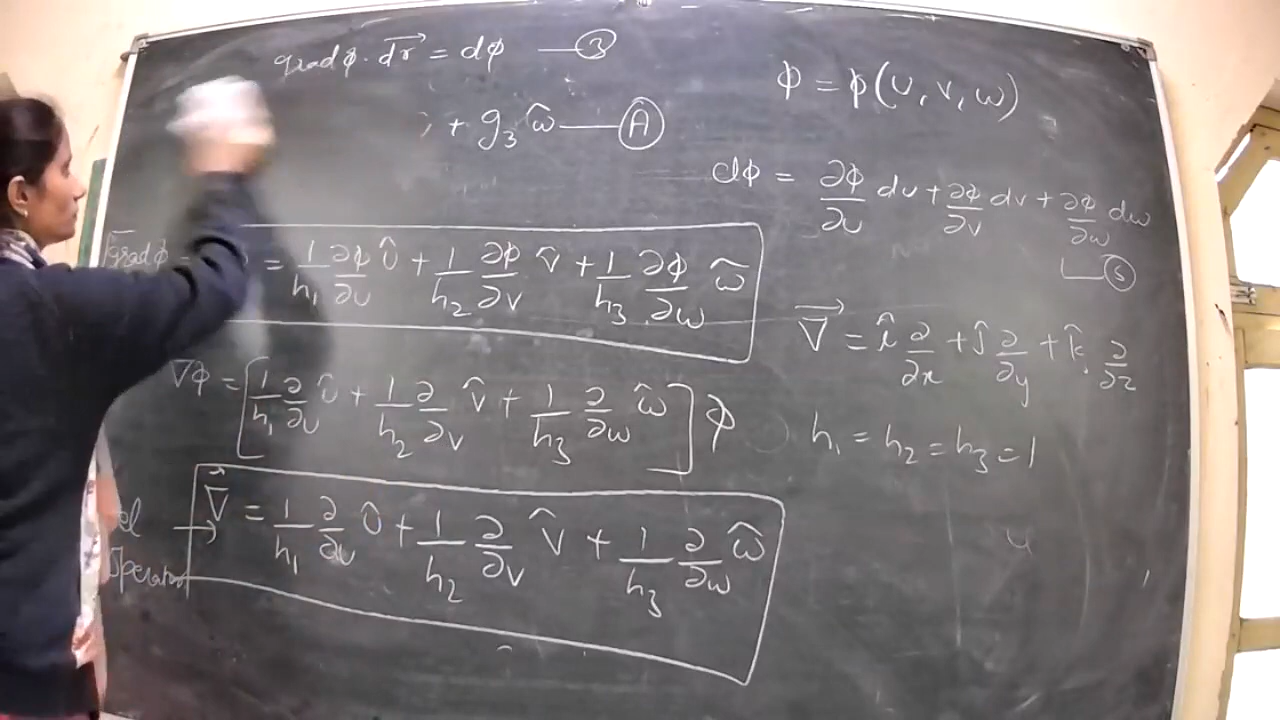 grad ϕ · d͞r⃗ = dϕ —③
+ g₃ ŵ — Ⓐ
grad ϕ = 1/h₁ ∂ϕ/∂u û + 1/h₂ ∂ϕ/∂v v̂ + 1/h₃ ∂ϕ/∂w ŵ
∇ϕ = [1/h₁ ∂/∂u û + 1/h₂ ∂/∂v v̂ + 1/h₃ ∂/∂w ŵ] ϕ
∇⃗ = 1/h₁ ∂/∂u û + 1/h₂ ∂/∂v v̂ + 1/h₃ ∂/∂w ŵ
ϕ = ϕ(u, v, w)
dϕ = ∂ϕ/∂u du + ∂ϕ/∂v dv + ∂ϕ/∂w dw
—⑤
∇⃗ = î ∂/∂x + ĵ ∂/∂y + k̂ ∂/∂z
h₁ = h₂ = h₃ = 1